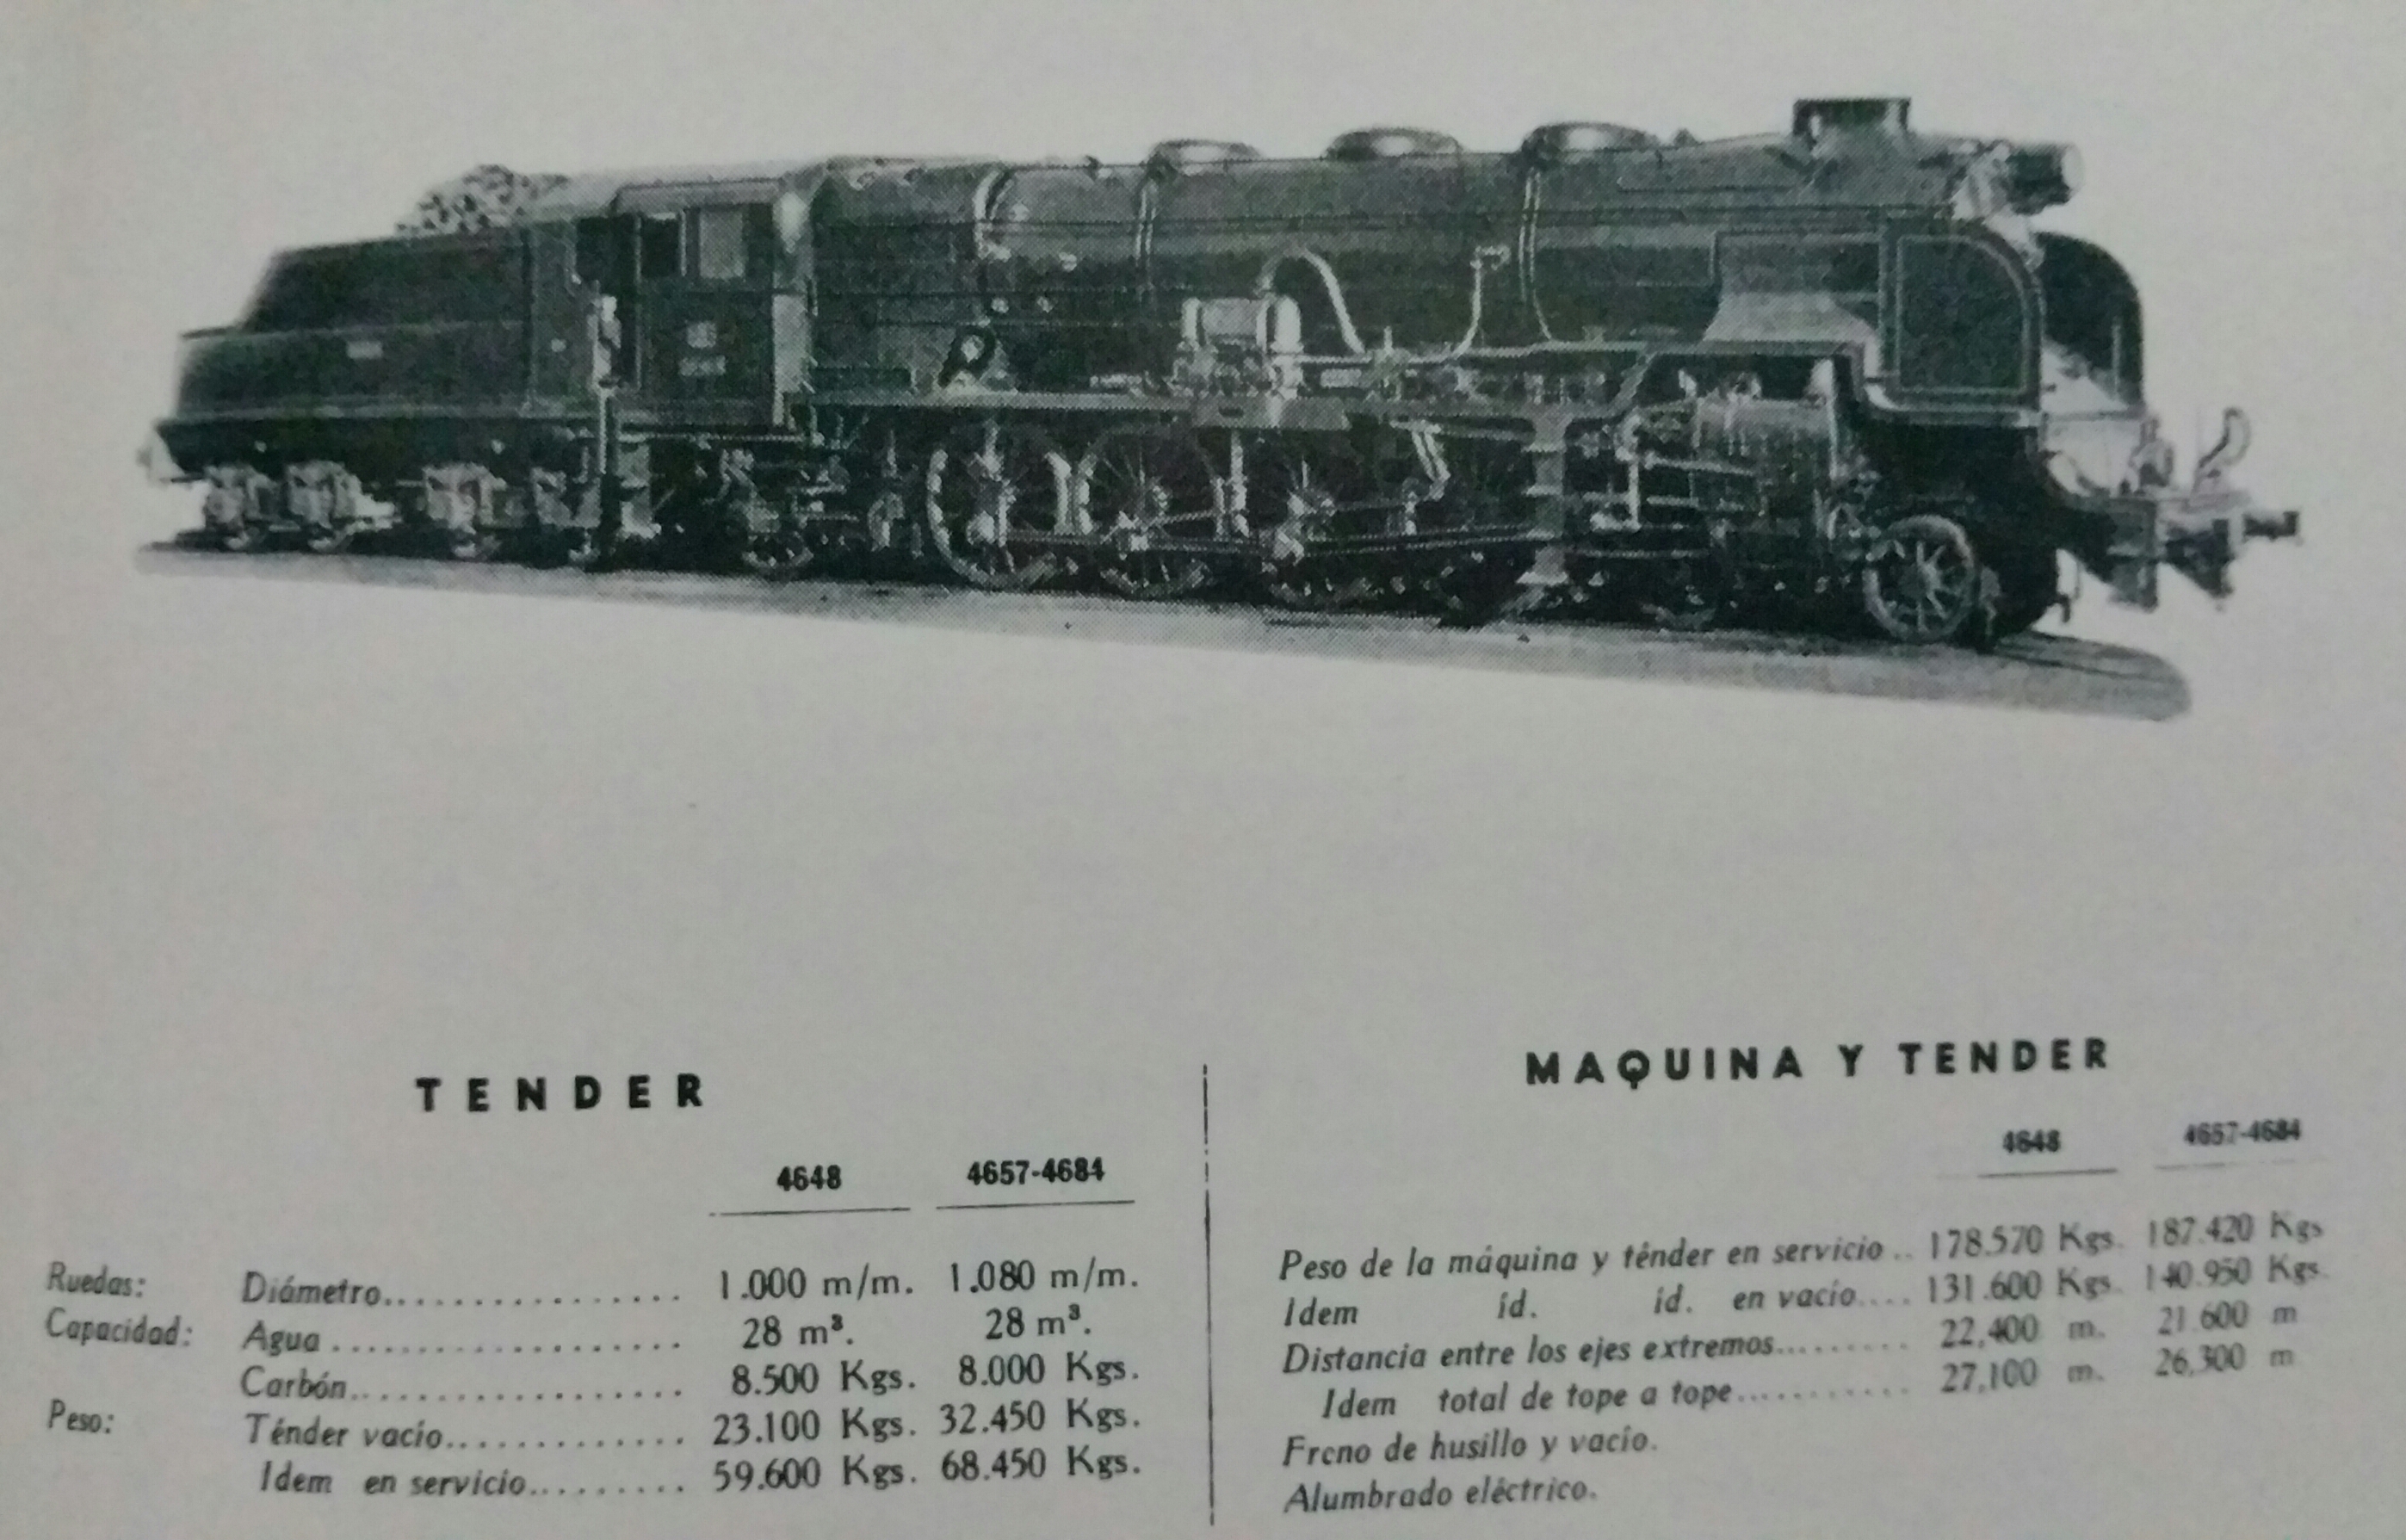 TENDER
4648 4657-4684
Ruedas: Diámetro................. 1.000 m/m. 1.080 m/m.
Capacidad: Agua .................... 28 m³. 28 m³.
Carbón.................... 8.500 Kgs. 8.000 Kgs.
Peso: Ténder vacío.............. 23.100 Kgs. 32.450 Kgs.
Idem en servicio.......... 59.600 Kgs. 68.450 Kgs.
MAQUINA Y TENDER
4648 4657-4684
Peso de la máquina y ténder en servicio .. 178.570 Kgs. 187.420 Kgs
Idem id. id. en vacío.... 131.600 Kgs. 140.950 Kgs.
Distancia entre los ejes extremos......... 22,400 m. 21.600 m
Idem total de tope a tope........... 27,100 m. 26,300 m
Freno de husillo y vacío.
Alumbrado eléctrico.